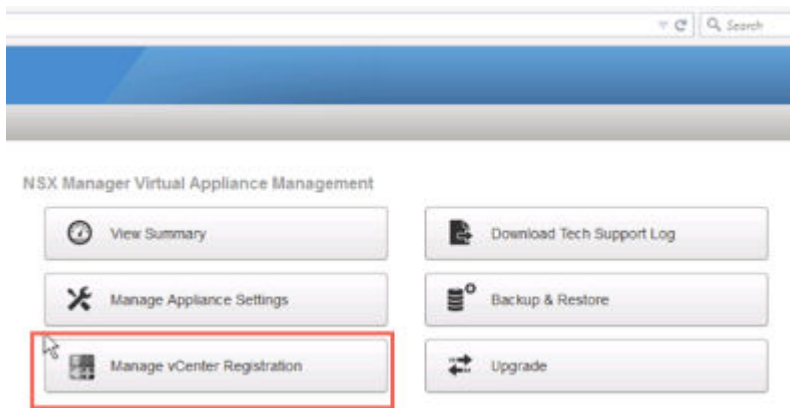 Search
NSX Manager Virtual Appliance Management
View Summary
Download Tech Support Log
Manage Appliance Settings
Backup & Restore
Manage vCenter Registration
Upgrade